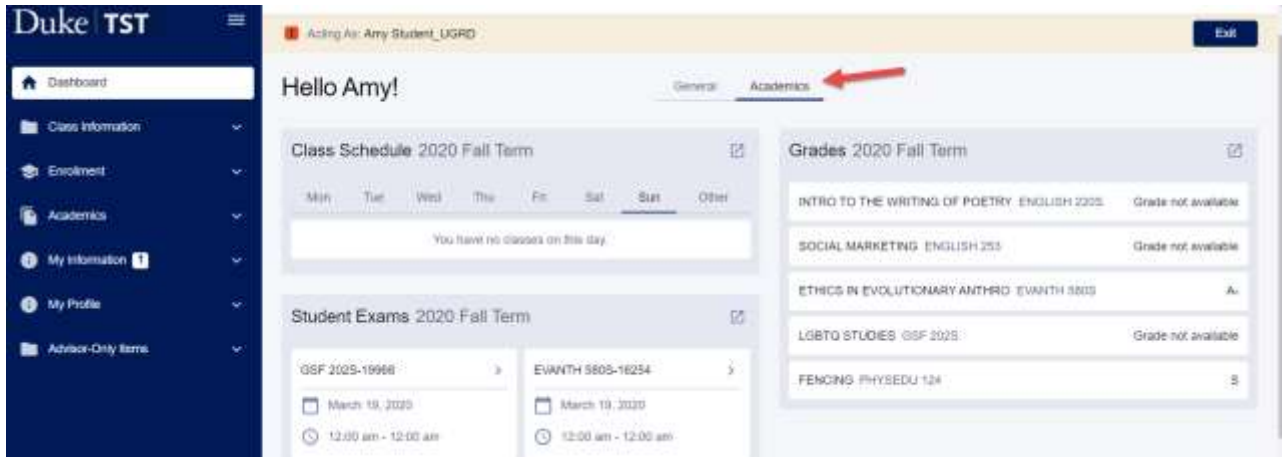 Duke TST
Acting As: Amy Student_UGRD
Exit
Dashboard
Class Information
Enrollment
Academics
My Information 1
My Profile
Advisor-Only Items
Hello Amy!
General Academics
Class Schedule 2020 Fall Term
Mon Tue Wed Thu Fri Sat Sun Other
You have no classes on this day.
Student Exams 2020 Fall Term
GSF 202S-19966
March 19, 2020
12:00 am - 12:00 am
EVANTH 580S-16254
March 19, 2020
12:00 am - 12:00 am
Grades 2020 Fall Term
INTRO TO THE WRITING OF POETRY ENGLISH 220S Grade not available
SOCIAL MARKETING ENGLISH 253 Grade not available
ETHICS IN EVOLUTIONARY ANTHRO EVANTH 580S A-
LGBTQ STUDIES GSF 202S Grade not available
FENCING PHYSEDU 124 S